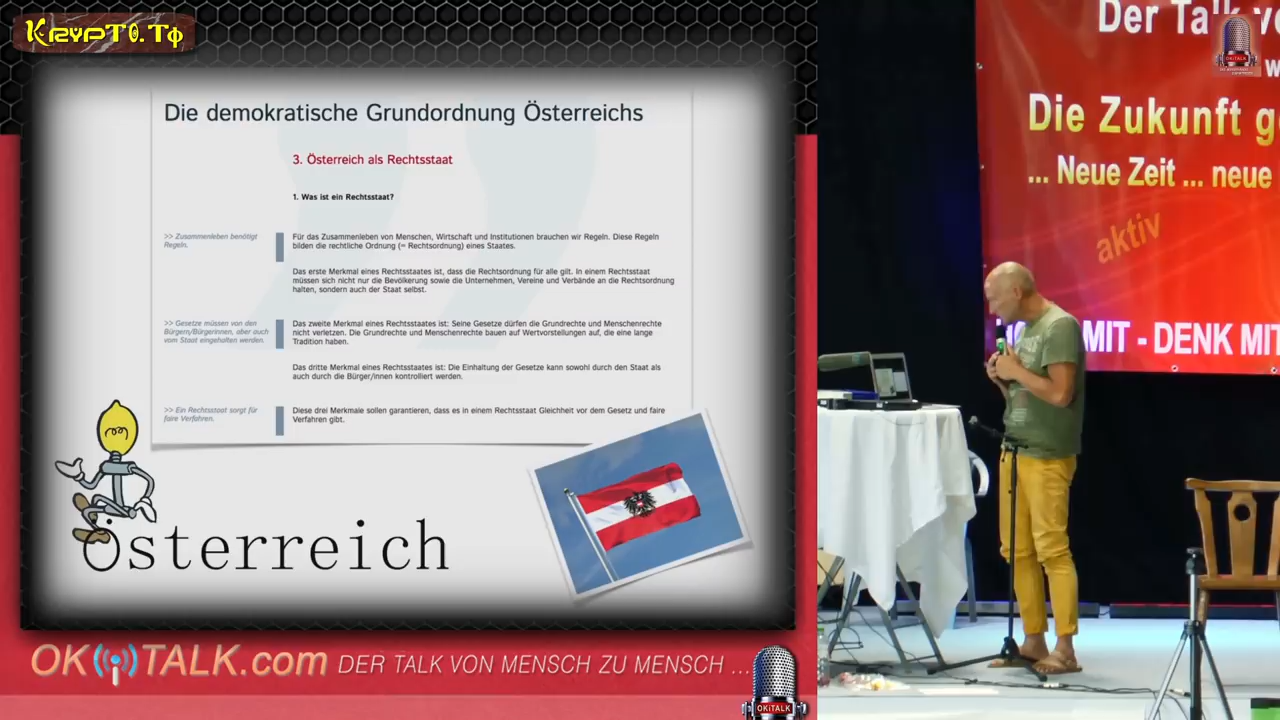 KRYPT0.TΦ
Die demokratische Grundordnung Österreichs
3. Österreich als Rechtsstaat
1. Was ist ein Rechtsstaat?
>> Zusammenleben benötigt
Regeln.
Für das Zusammenleben von Menschen, Wirtschaft und Institutionen brauchen wir Regeln. Diese Regeln
bilden die rechtliche Ordnung (= Rechtsordnung) eines Staates.
Das erste Merkmal eines Rechtsstaates ist, dass die Rechtsordnung für alle gilt. In einem Rechtsstaat
müssen sich nicht nur die Bevölkerung sowie die Unternehmen, Vereine und Verbände an die Rechtsordnung
halten, sondern auch der Staat selbst.
>> Gesetze müssen von den
Bürgern/Bürgerinnen, aber auch
vom Staat eingehalten werden.
Das zweite Merkmal eines Rechtsstaates ist: Seine Gesetze dürfen die Grundrechte und Menschenrechte
nicht verletzen. Die Grundrechte und Menschenrechte bauen auf Wertvorstellungen auf, die eine lange
Tradition haben.
Das dritte Merkmal eines Rechtsstaates ist: Die Einhaltung der Gesetze kann sowohl durch den Staat als
auch durch die Bürger/innen kontrolliert werden.
>> Ein Rechtsstaat sorgt für
faire Verfahren.
Diese drei Merkmale sollen garantieren, dass es in einem Rechtsstaat Gleichheit vor dem Gesetz und faire
Verfahren gibt.
Österreich
OK TALK.com DER TALK VON MENSCH ZU MENSCH ...
OKiTALK
Der Talk v
OKiTALK
w
Die Zukunft g
... Neue Zeit ... neue
aktiv
MIT - DENK MIT